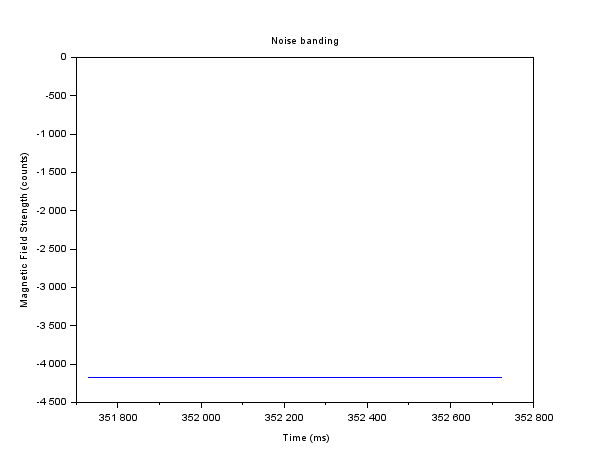 Noise banding
0
-500
-1 000
-1 500
-2 000
-2 500
-3 000
-3 500
-4 000
-4 500
Magnetic Field Strength (counts)
351 800 352 000 352 200 352 400 352 600 352 800
Time (ms)